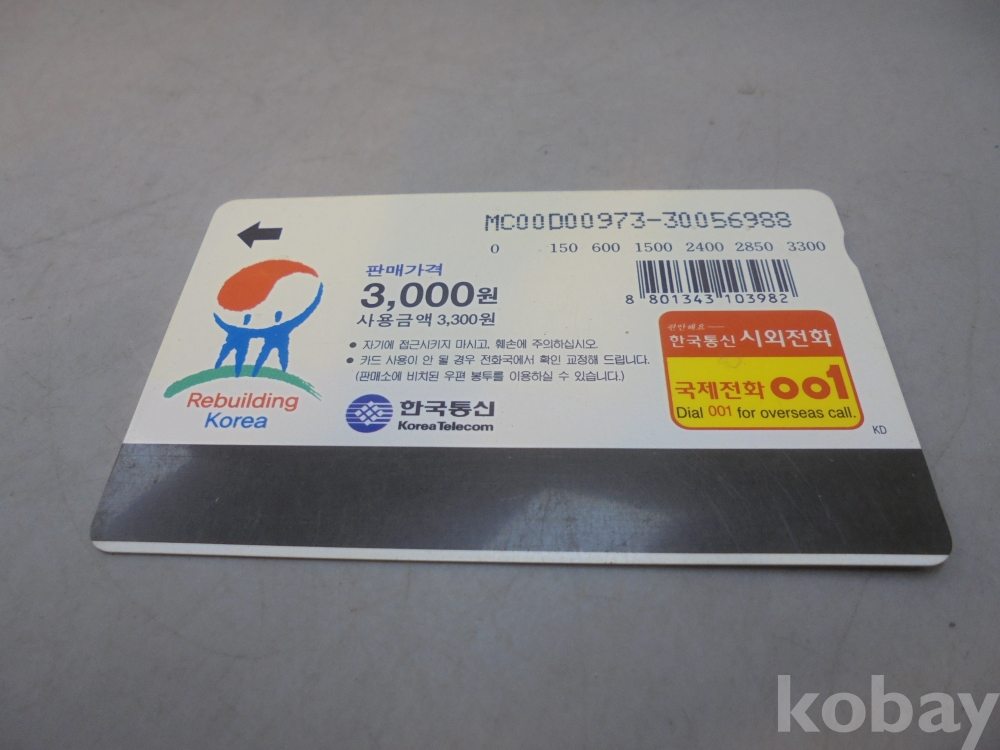 MC00D00973-30056988
0 150 600 1500 2400 2850 3300
8 801343 103982
판매가격
3,000원
사용금액 3,300원
• 자기에 접근시키지 마시고, 훼손에 주의하십시오.
• 카드 사용이 안 될 경우 전화국에서 확인 교정해 드립니다.
(판매소에 비치된 우편 봉투를 이용하실 수 있습니다.)
한국통신
Korea Telecom
Rebuilding
Korea
한국통신 시외전화
국제전화 001
Dial 001 for overseas call.
KD
kobay